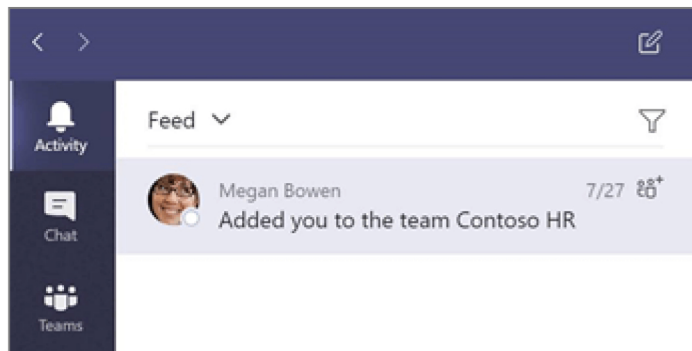 Activity
Feed
Megan Bowen 7/27
Added you to the team Contoso HR
Chat
Teams